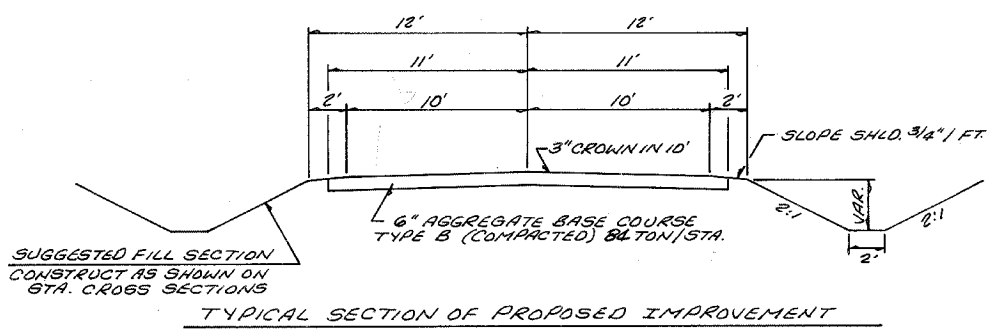 12' 12'
11' 11'
2' 10' 10' 2'
SLOPE SHLD. 3/4"/FT.
3" CROWN IN 10'
2:1 VAR. 2:1
6" AGGREGATE BASE COURSE
TYPE B (COMPACTED) 84 TON/STA.
2'
SUGGESTED FILL SECTION
CONSTRUCT AS SHOWN ON
STA. CROSS SECTIONS
TYPICAL SECTION OF PROPOSED IMPROVEMENT